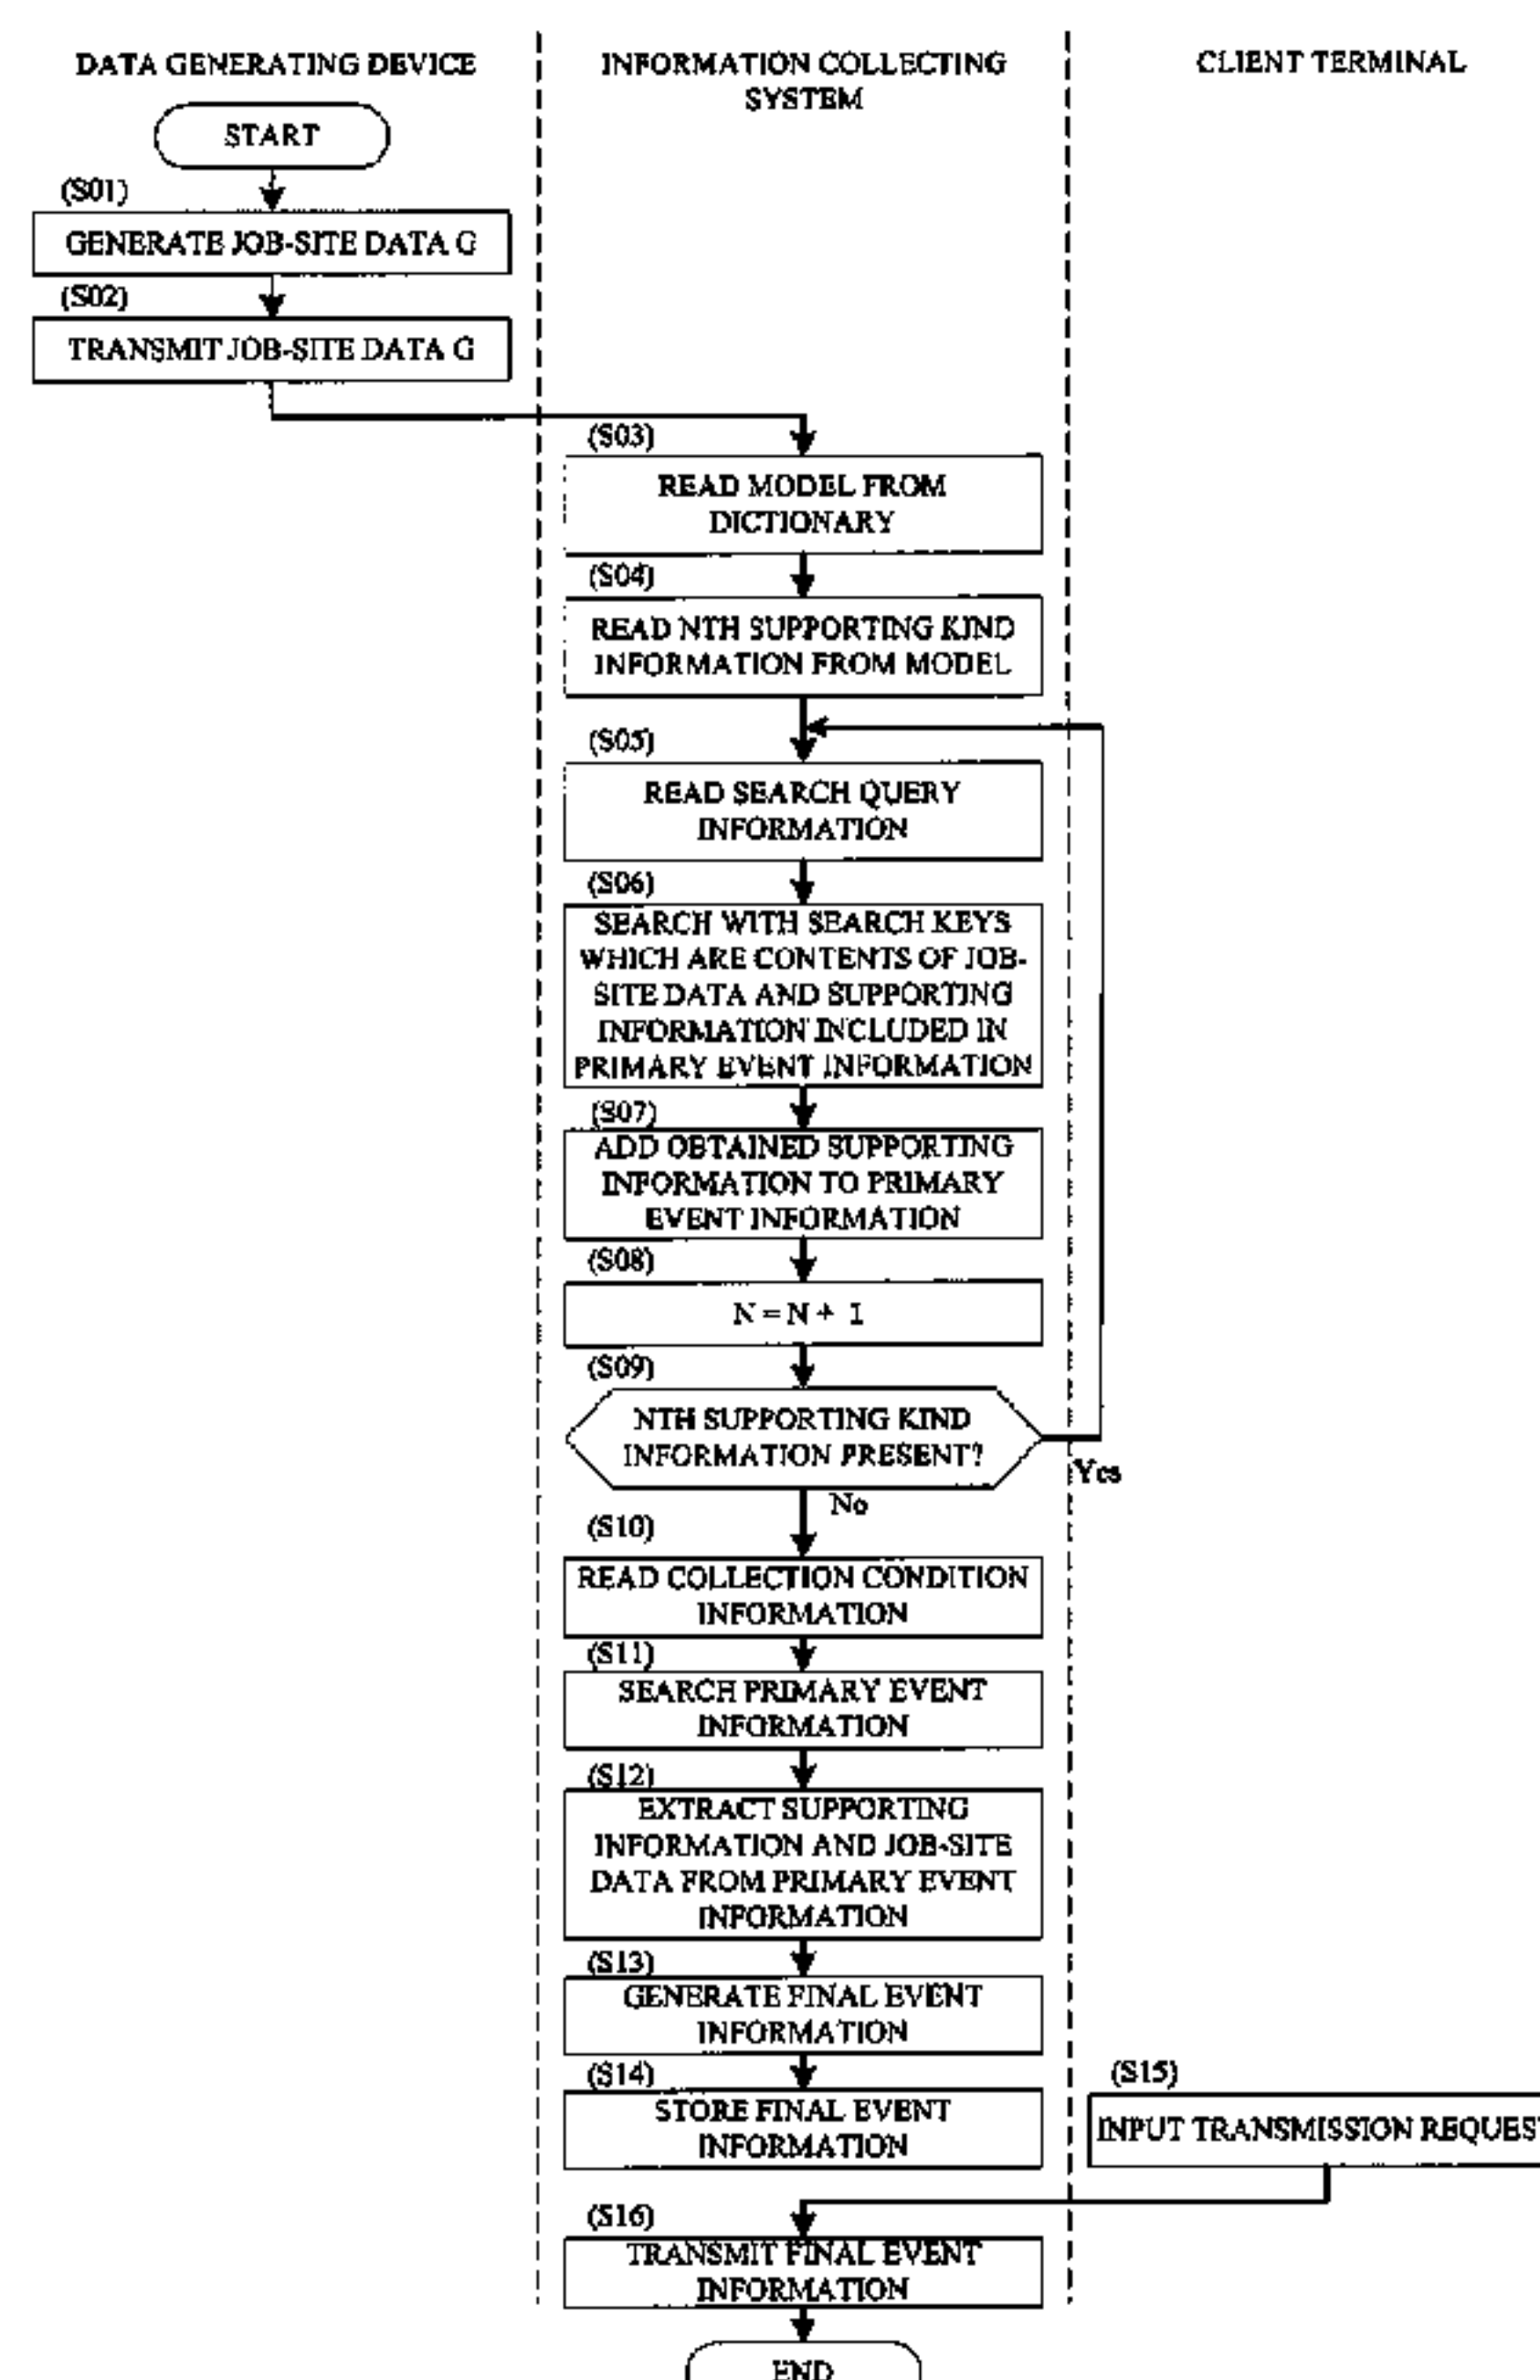 DATA GENERATING DEVICE
INFORMATION COLLECTING
SYSTEM
CLIENT TERMINAL
START
(S01)
GENERATE JOB-SITE DATA G
(S02)
TRANSMIT JOB-SITE DATA G
(S03)
READ MODEL FROM
DICTIONARY
(S04)
READ NTH SUPPORTING KIND
INFORMATION FROM MODEL
(S05)
READ SEARCH QUERY
INFORMATION
(S06)
SEARCH WITH SEARCH KEYS
WHICH ARE CONTENTS OF JOB-
SITE DATA AND SUPPORTING
INFORMATION INCLUDED IN
PRIMARY EVENT INFORMATION
(S07)
ADD OBTAINED SUPPORTING
INFORMATION TO PRIMARY
EVENT INFORMATION
(S08)
N = N + 1
(S09)
NTH SUPPORTING KIND
INFORMATION PRESENT?
Yes
No
(S10)
READ COLLECTION CONDITION
INFORMATION
(S11)
SEARCH PRIMARY EVENT
INFORMATION
(S12)
EXTRACT SUPPORTING
INFORMATION AND JOB-SITE
DATA FROM PRIMARY EVENT
INFORMATION
(S13)
GENERATE FINAL EVENT
INFORMATION
(S14)
STORE FINAL EVENT
INFORMATION
(S15)
INPUT TRANSMISSION REQUEST
(S16)
TRANSMIT FINAL EVENT
INFORMATION
END